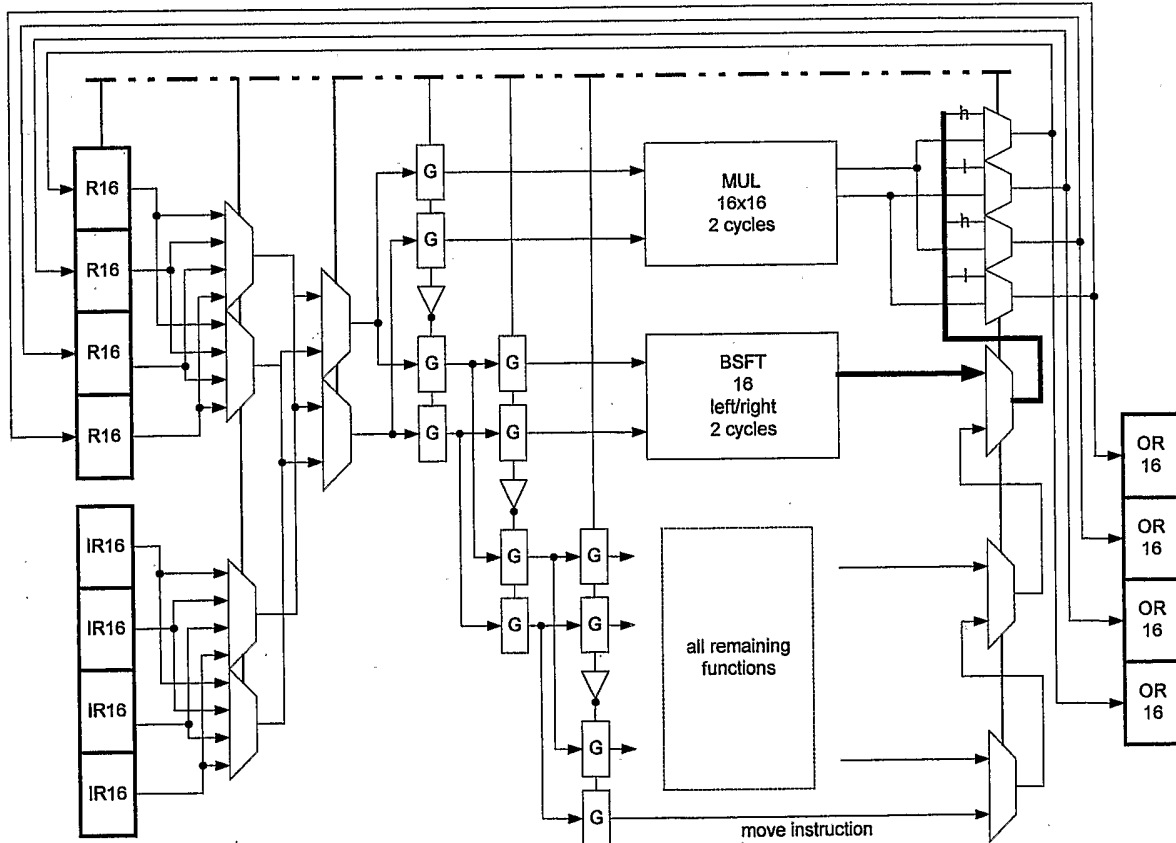 h
R16
G
MUL
16x16
2 cycles
l
R16
G
h
l
R16
G
G
BSFT
16
left/right
2 cycles
R16
G
G
OR
16
IR16
G
G
OR
16
IR16
G
G
all remaining
functions
OR
16
IR16
G
OR
16
IR16
G
move instruction